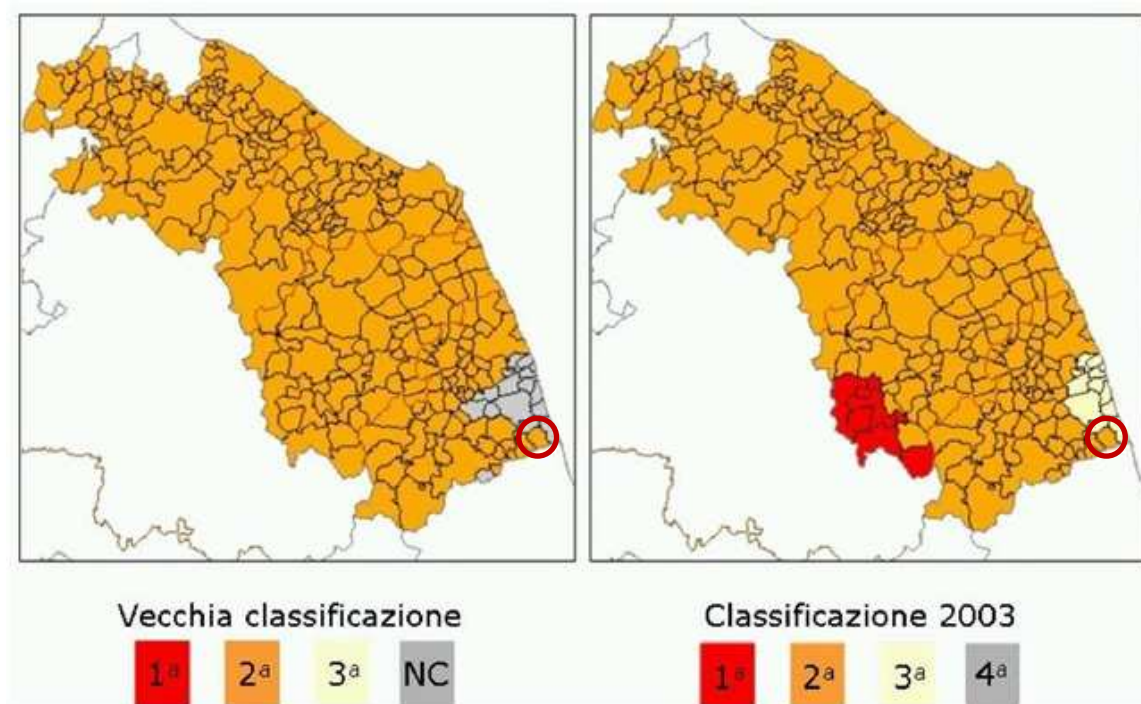 Vecchia classificazione
1ª 2ª 3ª NC
Classificazione 2003
1ª 2ª 3ª 4ª